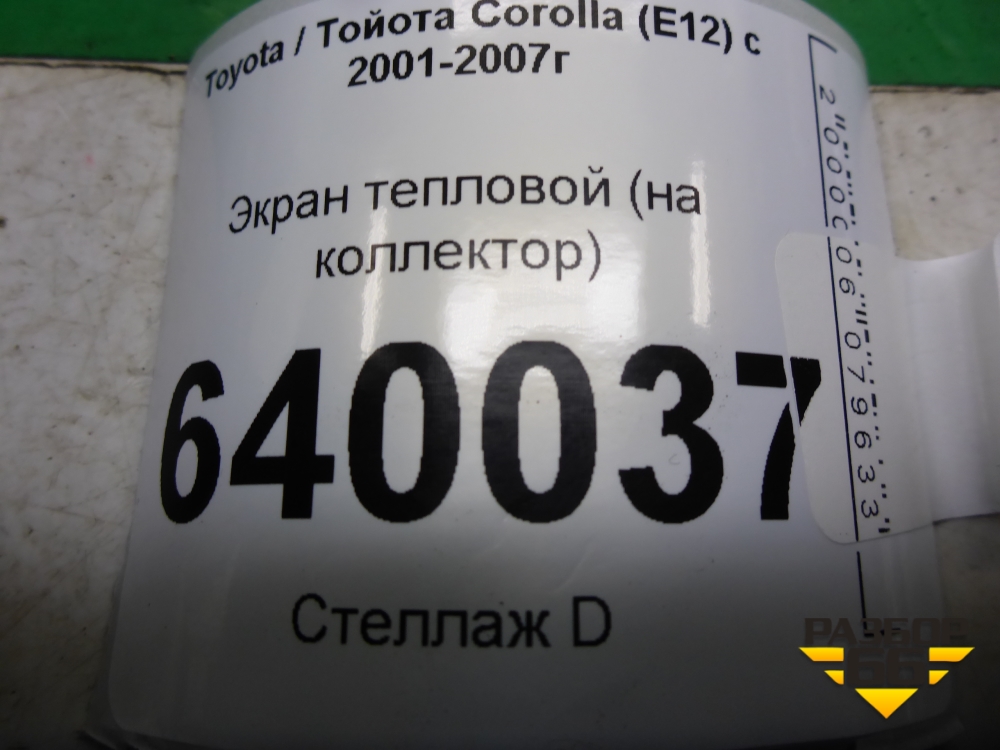 Toyota / Тойота Corolla (E12) с
2001-2007г
Экран тепловой (на
коллектор)
640037
Стеллаж D
2000006079633
РАЗБОР
66